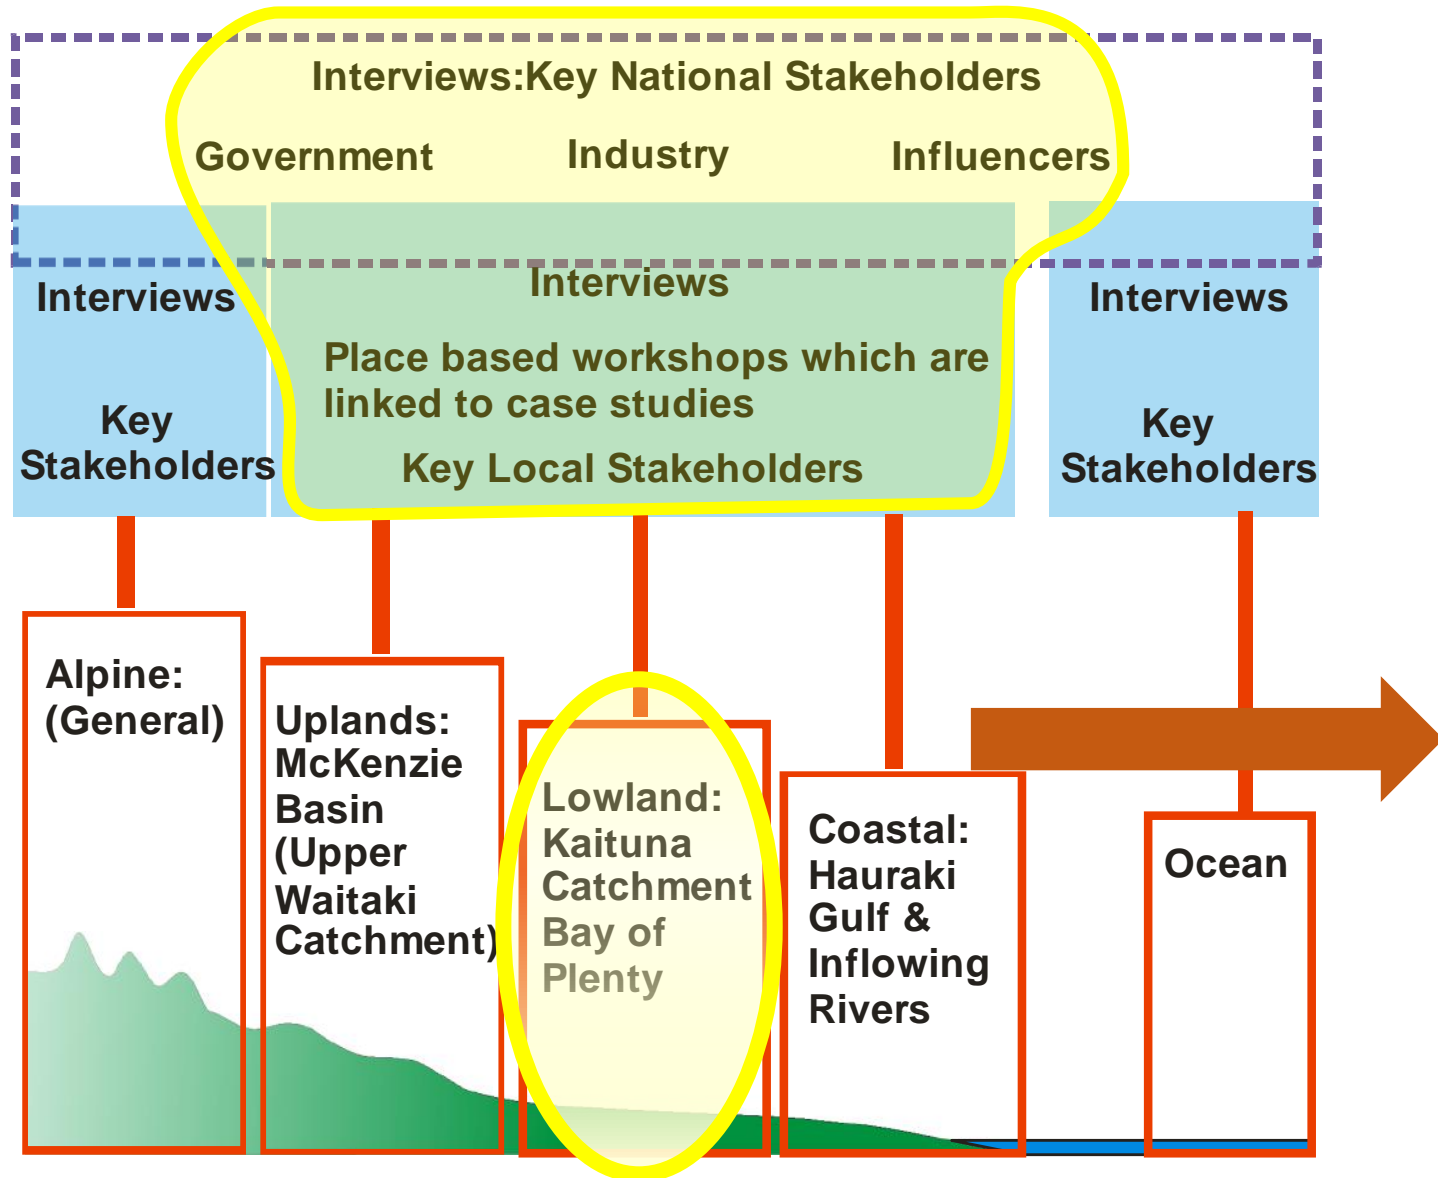 Interviews:Key National Stakeholders
Government
Industry
Influencers
Interviews
Key
Stakeholders
Interviews
Place based workshops which are
linked to case studies
Key Local Stakeholders
Interviews
Key
Stakeholders
Alpine:
(General)
Uplands:
McKenzie
Basin
(Upper
Waitaki
Catchment)
Lowland:
Kaituna
Catchment
Bay of
Plenty
Coastal:
Hauraki
Gulf &
Inflowing
Rivers
Ocean